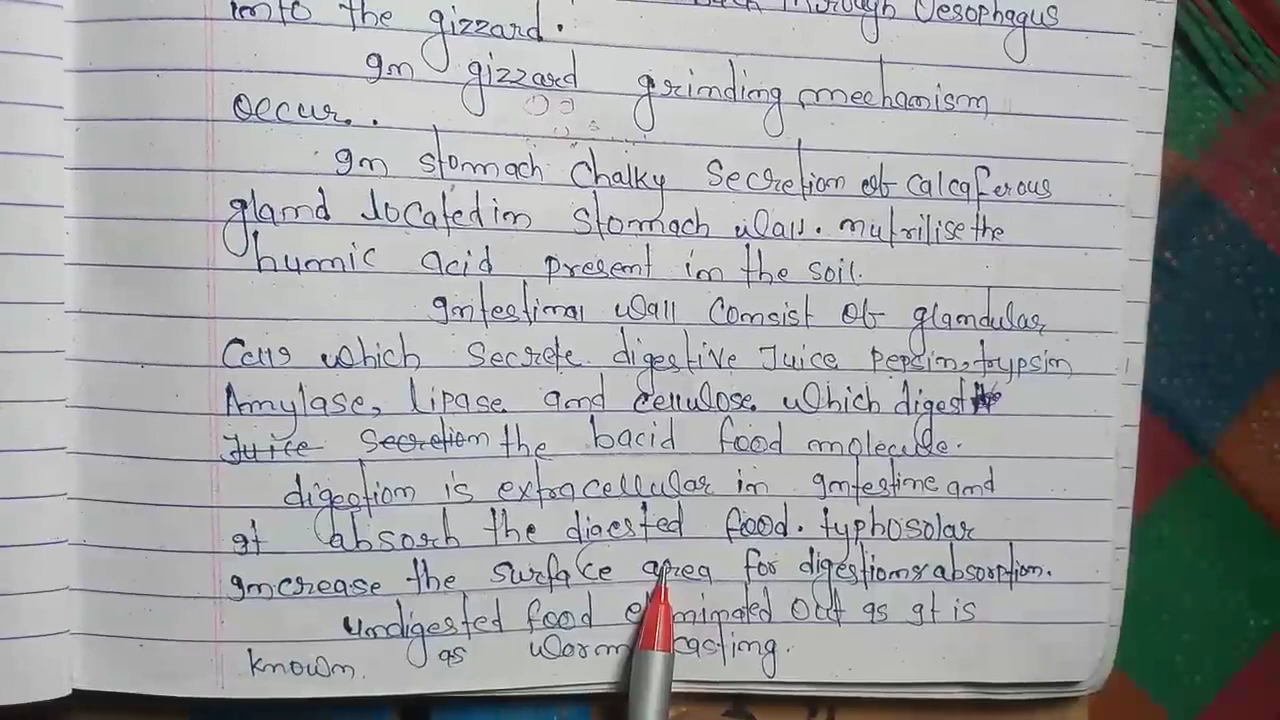 through Oesophagus
into the gizzard.
In gizzard grinding mechanism
occur.
In stomach chalky secretion of calcaferous
gland located in stomach wall. nutrilise the
humic acid present in the soil.
Intestinal wall consist of glandular
Cells which secrete digestive juice pepsin, trypsin
Amylase, lipase and cellulose which digest the
Juice secretion the bacid food molecule.
digestion is extracellular in Intestine and
It absorb the digested food. typhosolar
Increase the surface area for digestion & absorption.
Undigested food eliminated out as It is
known as worm casting.